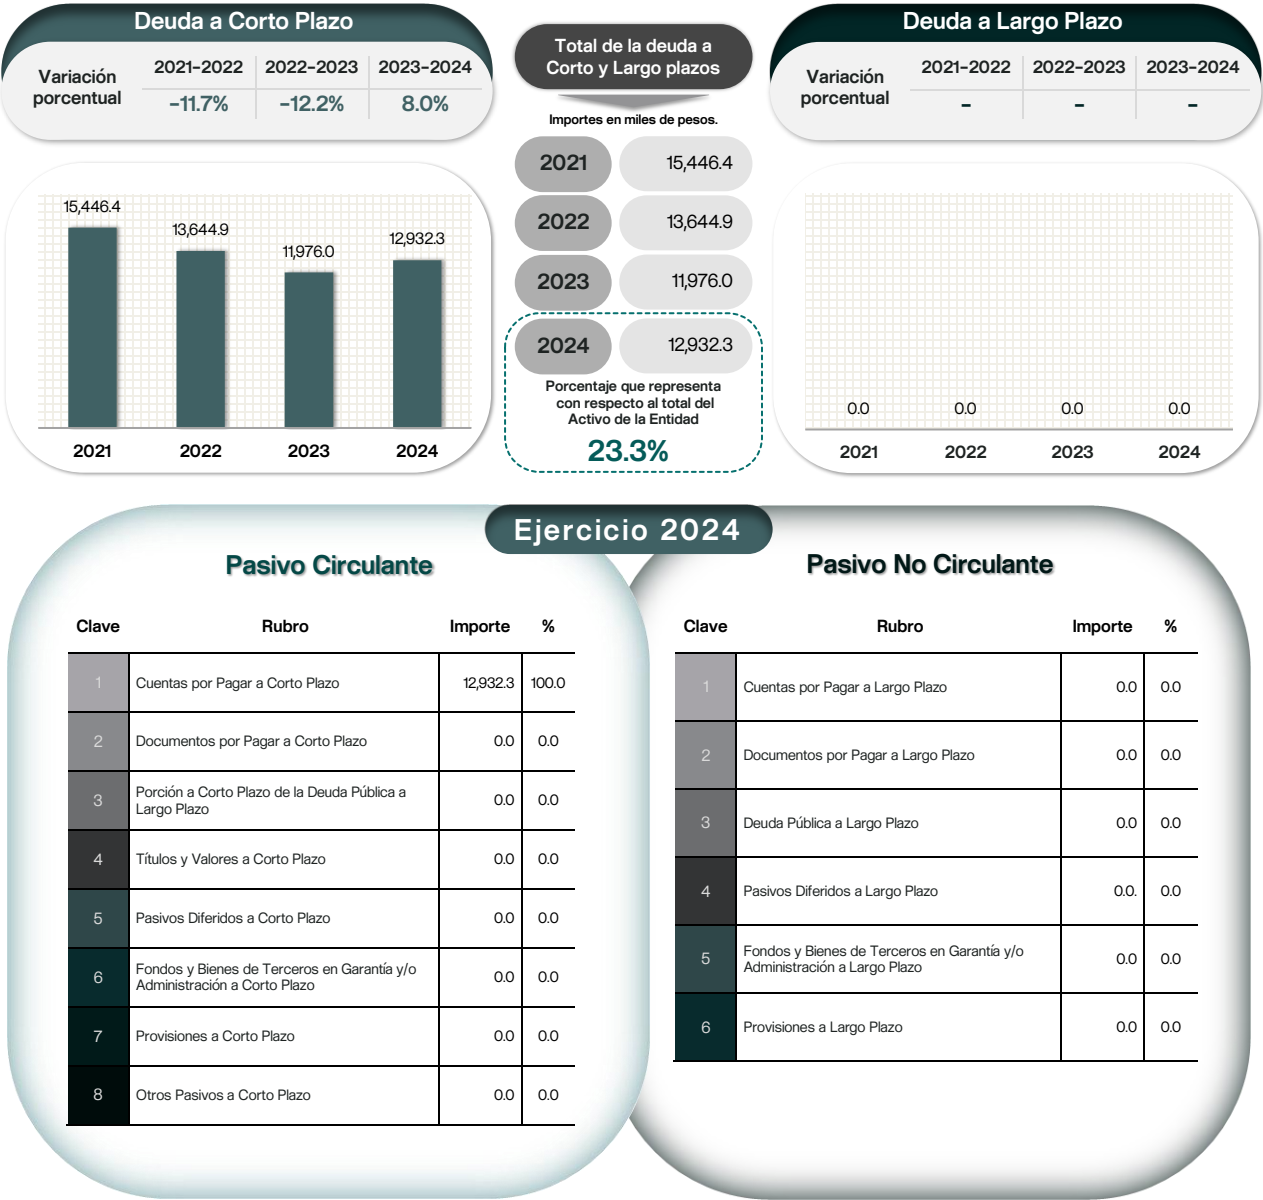 Deuda a Corto Plazo
Variación
porcentual
2021-2022 2022-2023 2023-2024
-11.7% -12.2% 8.0%
15,446.4
13,644.9
11,976.0
12,932.3
2021 2022 2023 2024
Total de la deuda a
Corto y Largo plazos
Importes en miles de pesos.
2021 15,446.4
2022 13,644.9
2023 11,976.0
2024 12,932.3
Porcentaje que representa
con respecto al total del
Activo de la Entidad
23.3%
Deuda a Largo Plazo
Variación
porcentual
2021-2022 2022-2023 2023-2024
- - -
0.0 0.0 0.0 0.0
2021 2022 2023 2024
Ejercicio 2024
Pasivo Circulante
Clave Rubro Importe %
1 Cuentas por Pagar a Corto Plazo 12,932.3 100.0
2 Documentos por Pagar a Corto Plazo 0.0 0.0
3 Porción a Corto Plazo de la Deuda Pública a
Largo Plazo 0.0 0.0
4 Títulos y Valores a Corto Plazo 0.0 0.0
5 Pasivos Diferidos a Corto Plazo 0.0 0.0
6 Fondos y Bienes de Terceros en Garantía y/o
Administración a Corto Plazo 0.0 0.0
7 Provisiones a Corto Plazo 0.0 0.0
8 Otros Pasivos a Corto Plazo 0.0 0.0
Pasivo No Circulante
Clave Rubro Importe %
1 Cuentas por Pagar a Largo Plazo 0.0 0.0
2 Documentos por Pagar a Largo Plazo 0.0 0.0
3 Deuda Pública a Largo Plazo 0.0 0.0
4 Pasivos Diferidos a Largo Plazo 0.0. 0.0
5 Fondos y Bienes de Terceros en Garantía y/o
Administración a Largo Plazo 0.0 0.0
6 Provisiones a Largo Plazo 0.0 0.0